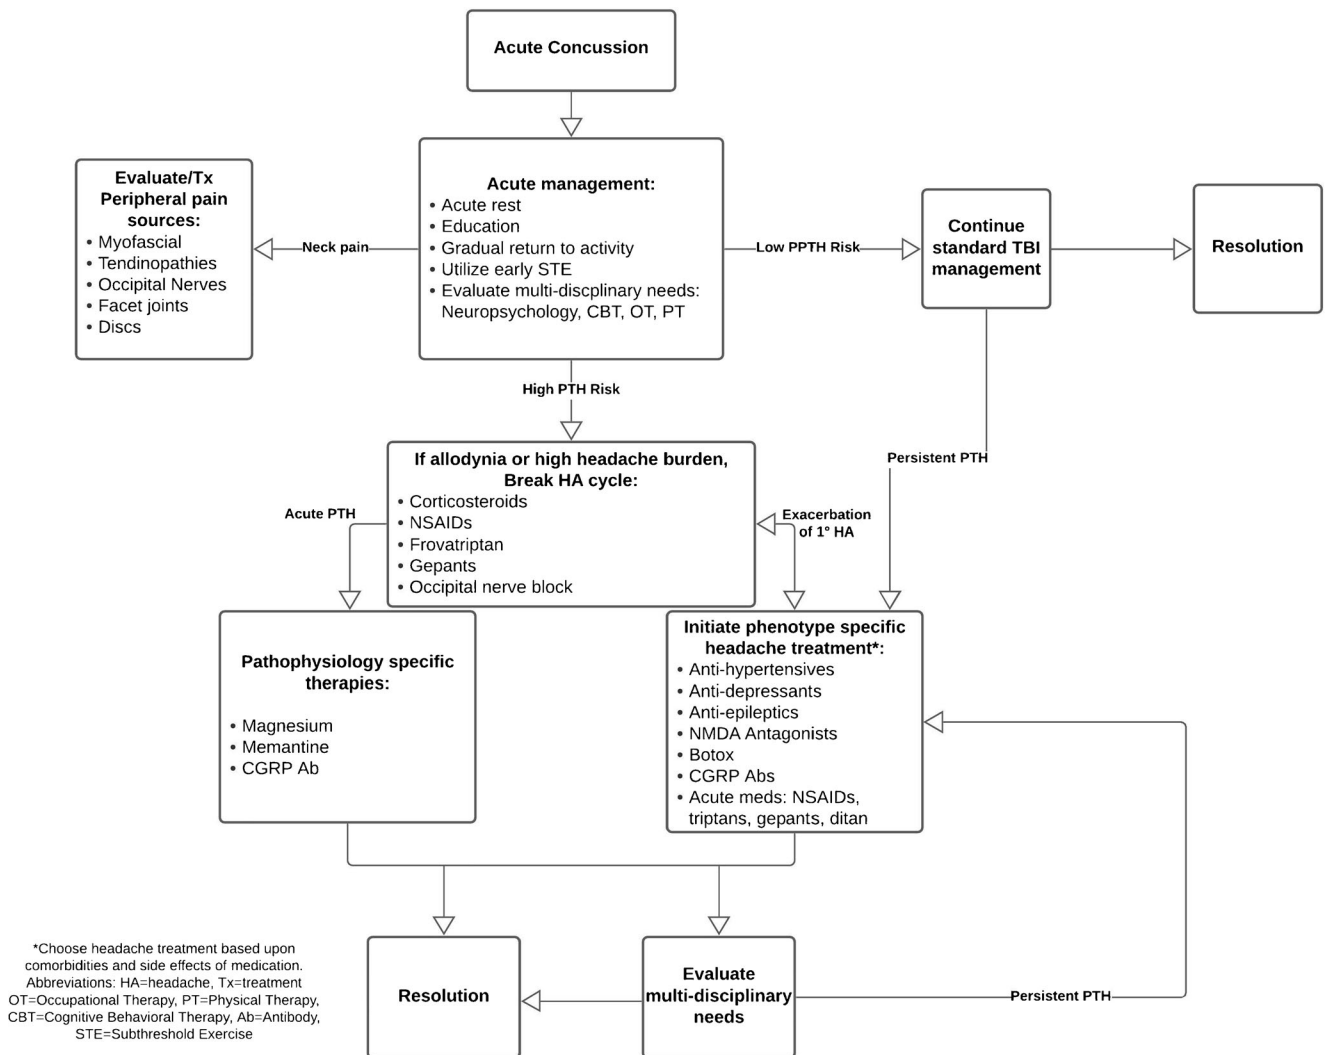 Acute Concussion
Evaluate/Tx
Peripheral pain
sources:
• Myofascial
• Tendinopathies
• Occipital Nerves
• Facet joints
• Discs
Neck pain
Acute management:
• Acute rest
• Education
• Gradual return to activity
• Utilize early STE
• Evaluate multi-discplinary needs:
Neuropsychology, CBT, OT, PT
Low PPTH Risk
Continue
standard TBI
management
Resolution
High PTH Risk
Persistent PTH
If allodynia or high headache burden,
Break HA cycle:
• Corticosteroids
• NSAIDs
• Frovatriptan
• Gepants
• Occipital nerve block
Acute PTH
Exacerbation
of 1° HA
Pathophysiology specific
therapies:
• Magnesium
• Memantine
• CGRP Ab
Initiate phenotype specific
headache treatment*:
• Anti-hypertensives
• Anti-depressants
• Anti-epileptics
• NMDA Antagonists
• Botox
• CGRP Abs
• Acute meds: NSAIDs,
triptans, gepants, ditan
Resolution
Evaluate
multi-disciplinary
needs
Persistent PTH
*Choose headache treatment based upon
comorbidities and side effects of medication.
Abbreviations: HA=headache, Tx=treatment
OT=Occupational Therapy, PT=Physical Therapy,
CBT=Cognitive Behavioral Therapy, Ab=Antibody,
STE=Subthreshold Exercise